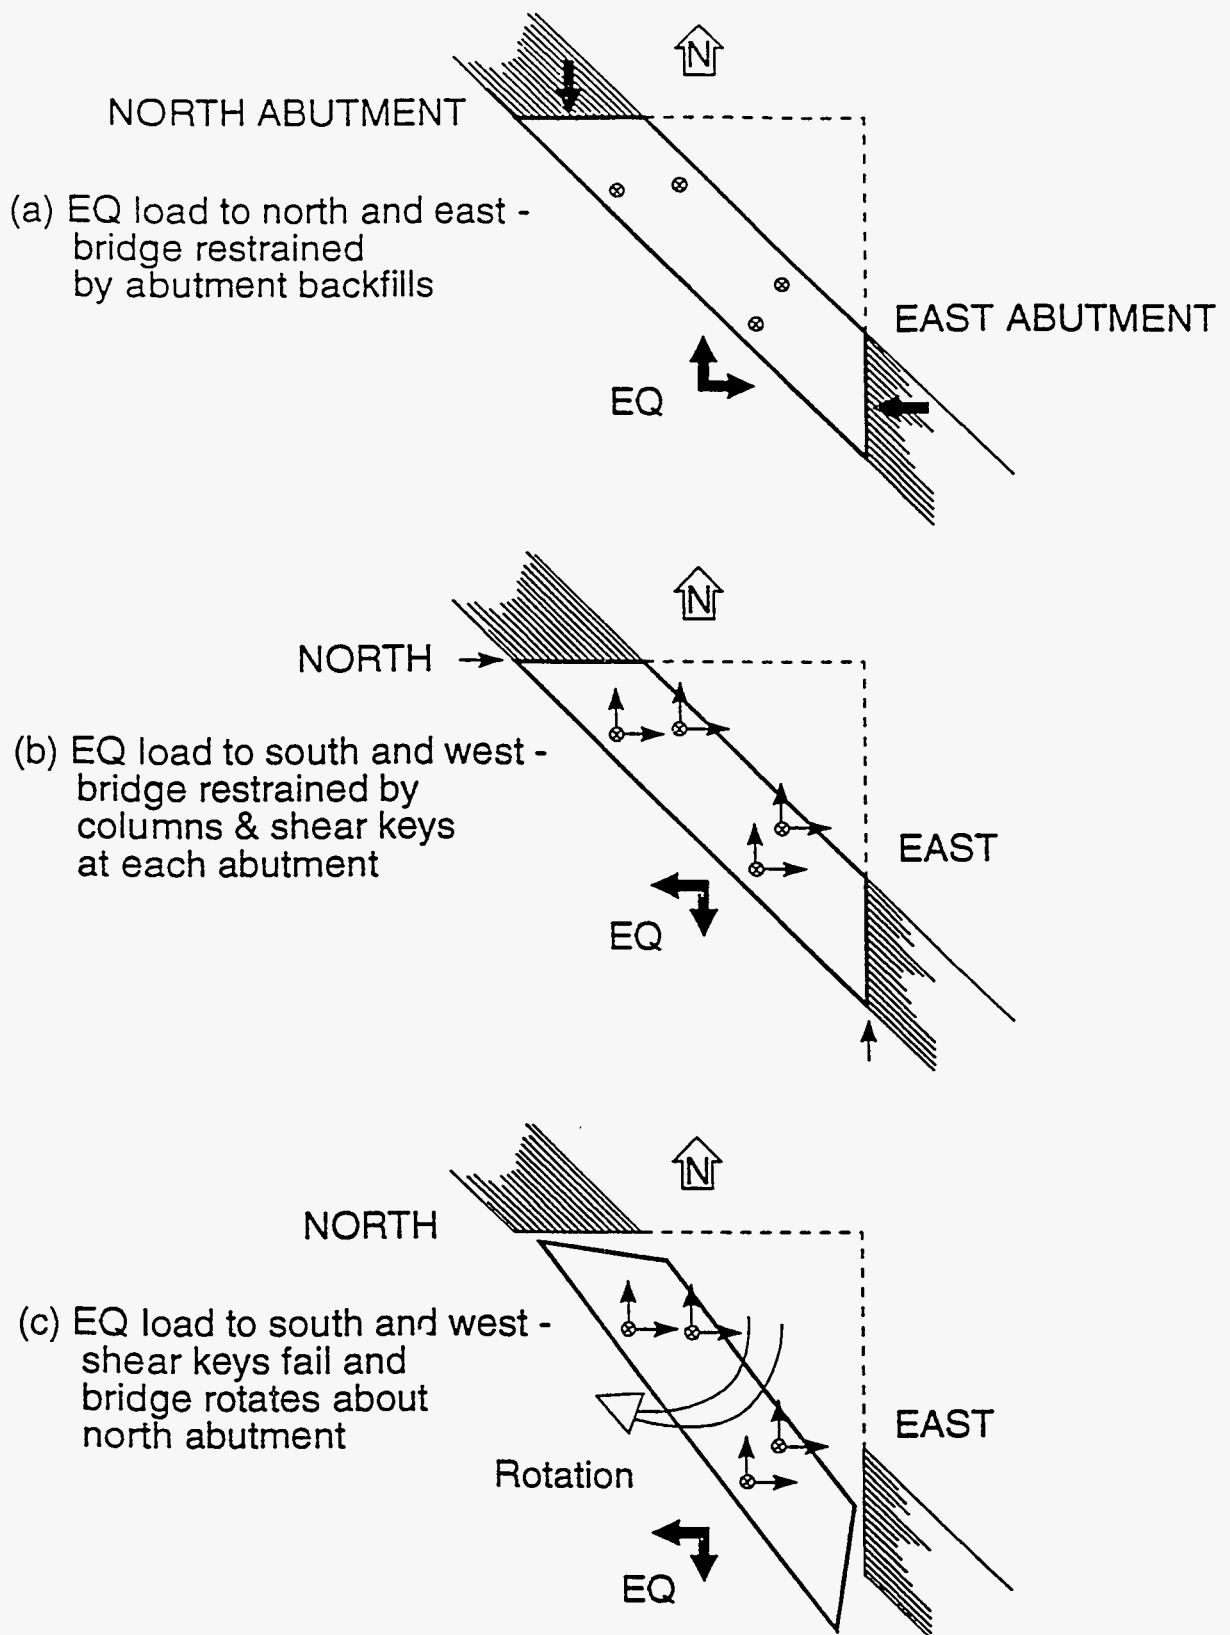 N
NORTH ABUTMENT
(a) EQ load to north and east -
bridge restrained
by abutment backfills
EAST ABUTMENT
EQ
N
NORTH
(b) EQ load to south and west -
bridge restrained by
columns & shear keys
at each abutment
EAST
EQ
N
NORTH
(c) EQ load to south and west -
shear keys fail and
bridge rotates about
north abutment
EAST
Rotation
EQ